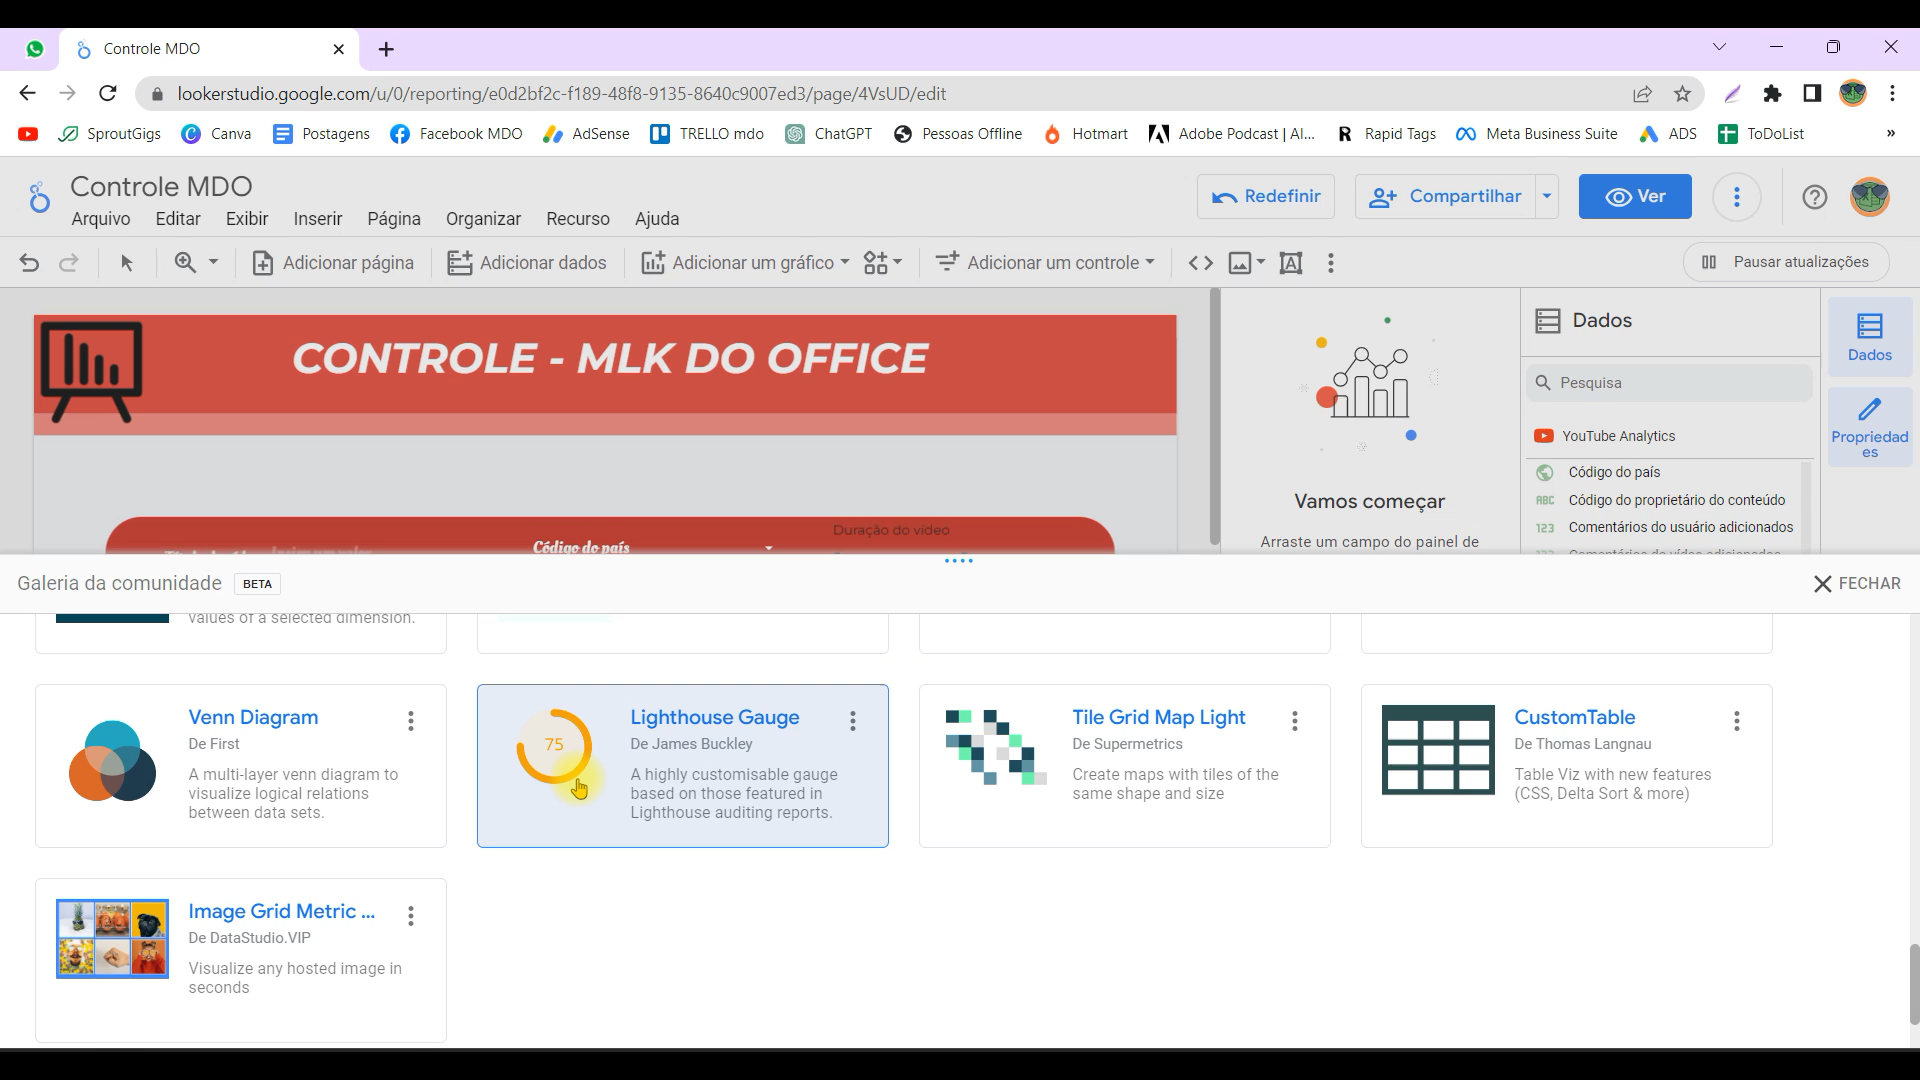 Controle MDO
lookerstudio.google.com/u/0/reporting/e0d2bf2c-f189-48f8-9135-8640c9007ed3/page/4VsUD/edit
SproutGigs Canva Postagens Facebook MDO AdSense TRELLO mdo ChatGPT Pessoas Offline Hotmart Adobe Podcast | AI... Rapid Tags Meta Business Suite ADS ToDoList »
Controle MDO
Redefinir Compartilhar Ver
Arquivo Editar Exibir Inserir Página Organizar Recurso Ajuda
Adicionar página Adicionar dados Adicionar um gráfico Adicionar um controle Pausar atualizações
CONTROLE - MLK DO OFFICE
Duração do vídeo
Código do país
Vamos começar
Arraste um campo do painel de
Dados
Pesquisa
YouTube Analytics
Código do país
ABC Código do proprietário do conteúdo
123 Comentários do usuário adicionados
Dados
Propriedad
es
Galeria da comunidade BETA
FECHAR
values of a selected dimension.
Venn Diagram
De First
A multi-layer venn diagram to
visualize logical relations
between data sets.
75
Lighthouse Gauge
De James Buckley
A highly customisable gauge
based on those featured in
Lighthouse auditing reports.
Tile Grid Map Light
De Supermetrics
Create maps with tiles of the
same shape and size
CustomTable
De Thomas Langnau
Table Viz with new features
(CSS, Delta Sort & more)
Image Grid Metric ...
De DataStudio.VIP
Visualize any hosted image in
seconds